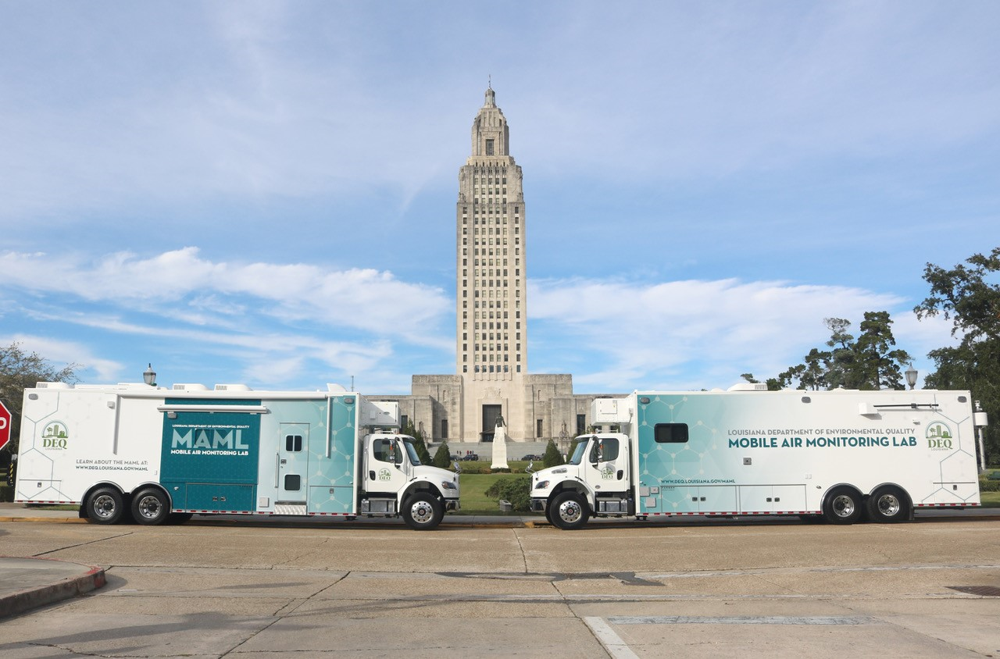 LOUISIANA DEPARTMENT OF ENVIRONMENTAL QUALITY
MAML
MOBILE AIR MONITORING LAB
DEQ
LOUISIANA
LEARN ABOUT THE MAML AT:
WWW.DEQ.LOUISIANA.GOV/MAML
DEQ
LOUISIANA DEPARTMENT OF ENVIRONMENTAL QUALITY
MOBILE AIR MONITORING LAB
DEQ
LOUISIANA
WWW.DEQ.LOUISIANA.GOV/MAML
DEQ